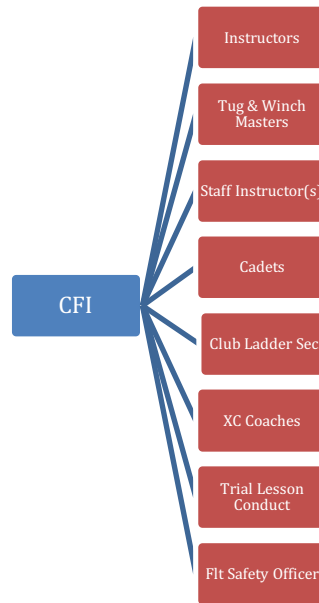 Instructors
Tug & Winch
Masters
Staff Instructor(s)
Cadets
CFI
Club Ladder Sec
XC Coaches
Trial Lesson
Conduct
Flt Safety Officer